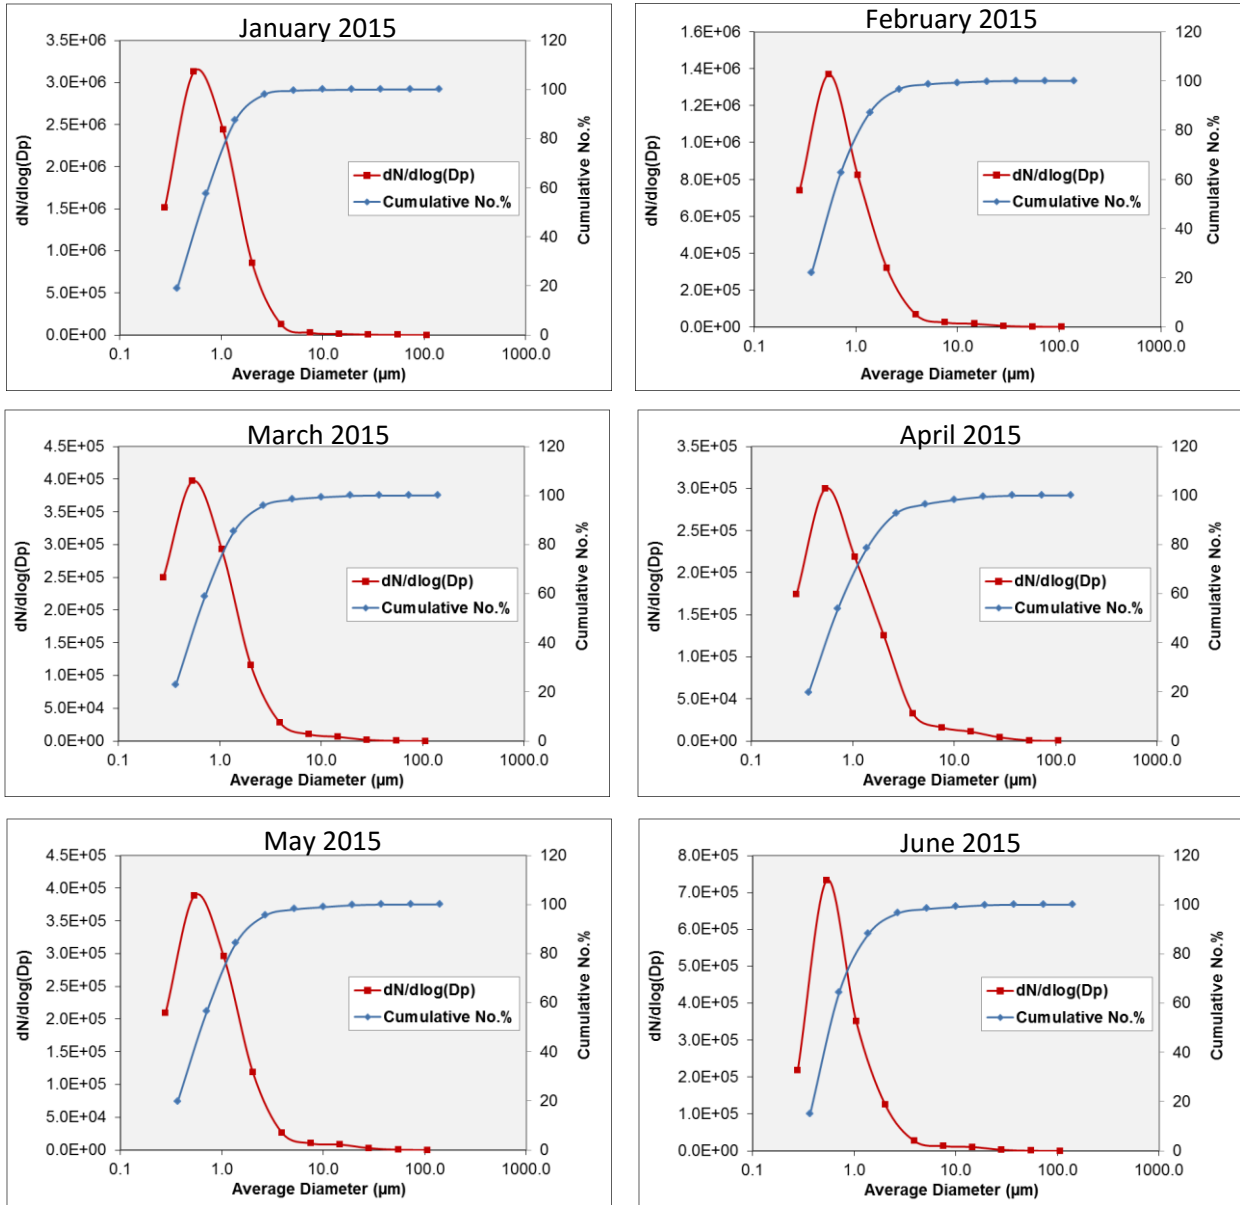 January 2015
3.5E+06
3.0E+06
2.5E+06
2.0E+06
1.5E+06
1.0E+06
5.0E+05
0.0E+00
dN/dlog(Dp)
120
100
80
60
40
20
0
Cumulative No.%
dN/dlog(Dp)
Cumulative No.%
0.1 1.0 10.0 100.0 1000.0
Average Diameter (µm)
February 2015
1.6E+06
1.4E+06
1.2E+06
1.0E+06
8.0E+05
6.0E+05
4.0E+05
2.0E+05
0.0E+00
dN/dlog(Dp)
120
100
80
60
40
20
0
Cumulative No.%
dN/dlog(Dp)
Cumulative No.%
0.1 1.0 10.0 100.0 1000.0
Average Diameter (µm)
March 2015
4.5E+05
4.0E+05
3.5E+05
3.0E+05
2.5E+05
2.0E+05
1.5E+05
1.0E+05
5.0E+04
0.0E+00
dN/dlog(Dp)
120
100
80
60
40
20
0
Cumulative No.%
dN/dlog(Dp)
Cumulative No.%
0.1 1.0 10.0 100.0 1000.0
Average Diameter (µm)
April 2015
3.5E+05
3.0E+05
2.5E+05
2.0E+05
1.5E+05
1.0E+05
5.0E+04
0.0E+00
dN/dlog(Dp)
120
100
80
60
40
20
0
Cumulative No.%
dN/dlog(Dp)
Cumulative No.%
0.1 1.0 10.0 100.0 1000.0
Average Diameter (µm)
May 2015
4.5E+05
4.0E+05
3.5E+05
3.0E+05
2.5E+05
2.0E+05
1.5E+05
1.0E+05
5.0E+04
0.0E+00
dN/dlog(Dp)
120
100
80
60
40
20
0
Cumulative No.%
dN/dlog(Dp)
Cumulative No.%
0.1 1.0 10.0 100.0 1000.0
Average Diameter (µm)
June 2015
8.0E+05
7.0E+05
6.0E+05
5.0E+05
4.0E+05
3.0E+05
2.0E+05
1.0E+05
0.0E+00
dN/dlog(Dp)
120
100
80
60
40
20
0
Cumulative No.%
dN/dlog(Dp)
Cumulative No.%
0.1 1.0 10.0 100.0 1000.0
Average Diameter (µm)